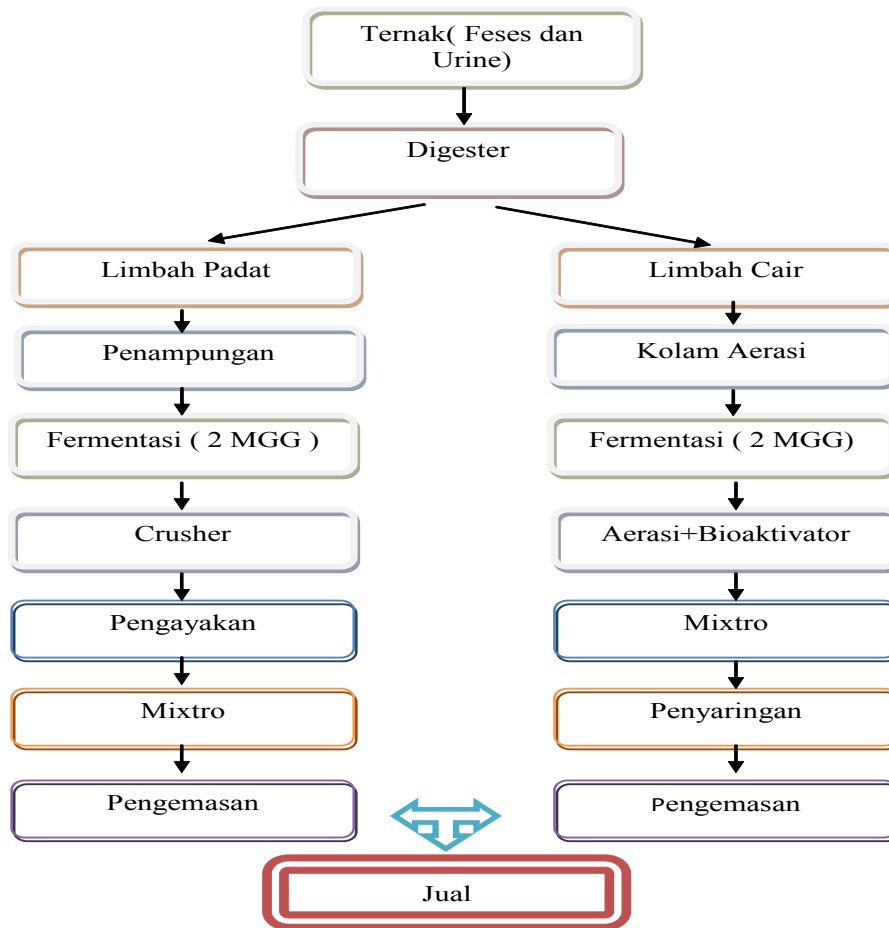 Ternak( Feses dan
Urine)
Digester
Limbah Padat
Limbah Cair
Penampungan
Kolam Aerasi
Fermentasi ( 2 MGG )
Fermentasi ( 2 MGG)
Crusher
Aerasi+Bioaktivator
Pengayakan
Mixtro
Mixtro
Penyaringan
Pengemasan
Pengemasan
Jual